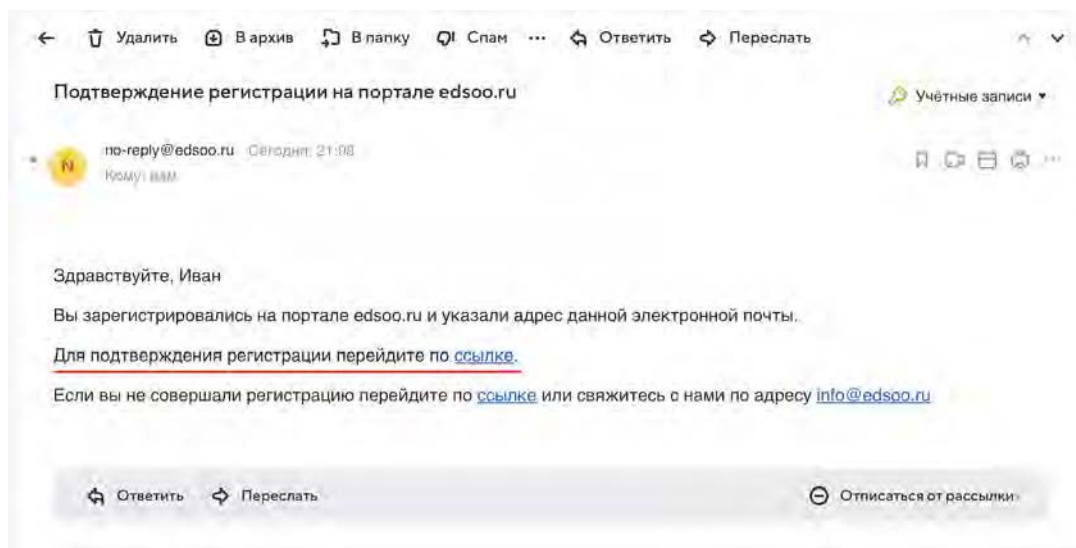 Удалить В архив В папку Спам ... Ответить Переслать
Подтверждение регистрации на портале edsoo.ru
Учётные записи
no-reply@edsoo.ru Сегодня, 21:08
N
Кому: вам
Здравствуйте, Иван
Вы зарегистрировались на портале edsoo.ru и указали адрес данной электронной почты.
Для подтверждения регистрации перейдите по ссылке.
Если вы не совершали регистрацию перейдите по ссылке или свяжитесь с нами по адресу info@edsoo.ru
Ответить Переслать Отписаться от рассылки